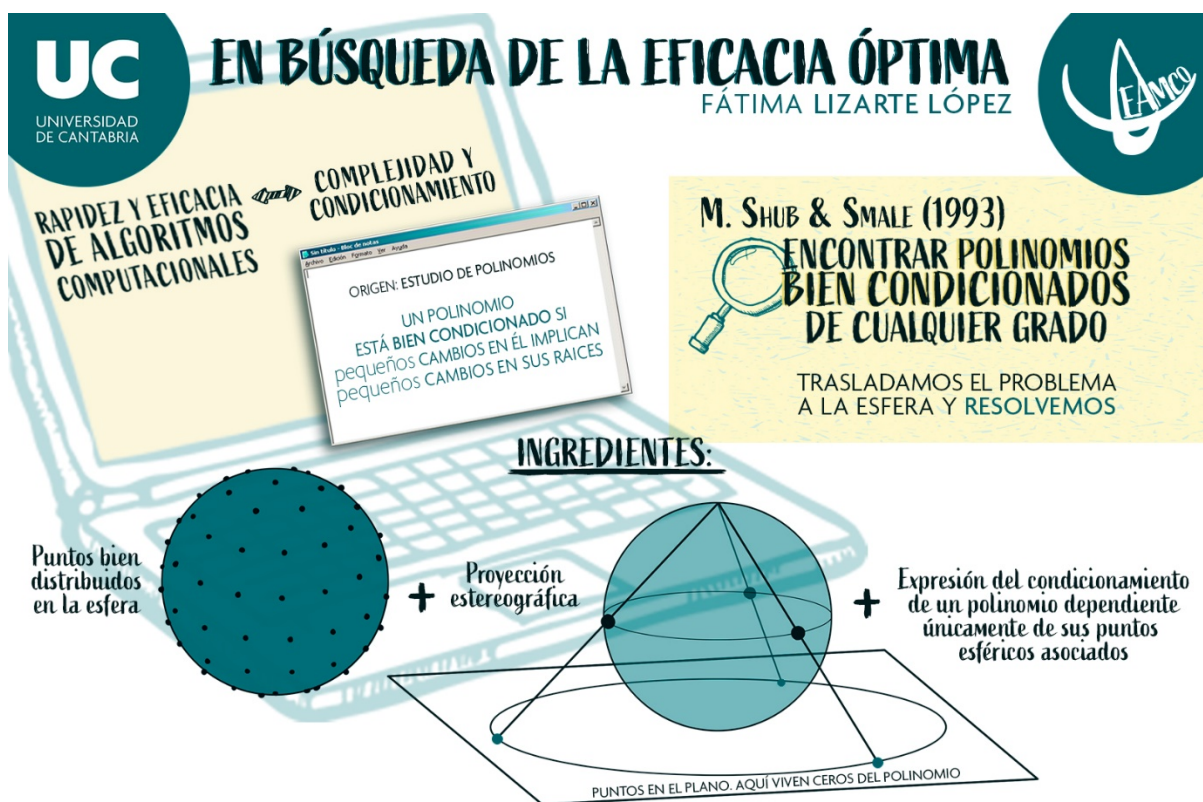 UC
UNIVERSIDAD
DE CANTABRIA
EN BÚSQUEDA DE LA EFICACIA ÓPTIMA
FÁTIMA LIZARTE LÓPEZ
LEAMCO
RAPIDEZ Y EFICACIA
DE ALGORITMOS
COMPUTACIONALES
COMPLEJIDAD Y
CONDICIONAMIENTO
Sin título - Bloc de notas
Archivo Edición Formato Ver Ayuda
ORIGEN: ESTUDIO DE POLINOMIOS
UN POLINOMIO
ESTÁ BIEN CONDICIONADO SI
pequeños CAMBIOS EN ÉL IMPLICAN
pequeños CAMBIOS EN SUS RAICES
M. SHUB & SMALE (1993)
ENCONTRAR POLINOMIOS
BIEN CONDICIONADOS
DE CUALQUIER GRADO
TRASLADAMOS EL PROBLEMA
A LA ESFERA Y RESOLVEMOS
INGREDIENTES:
Puntos bien
distribuidos
en la esfera
+
Proyección
estereográfica
+
Expresión del condicionamiento
de un polinomio dependiente
únicamente de sus puntos
esféricos asociados
PUNTOS EN EL PLANO. AQUÍ VIVEN CEROS DEL POLINOMIO